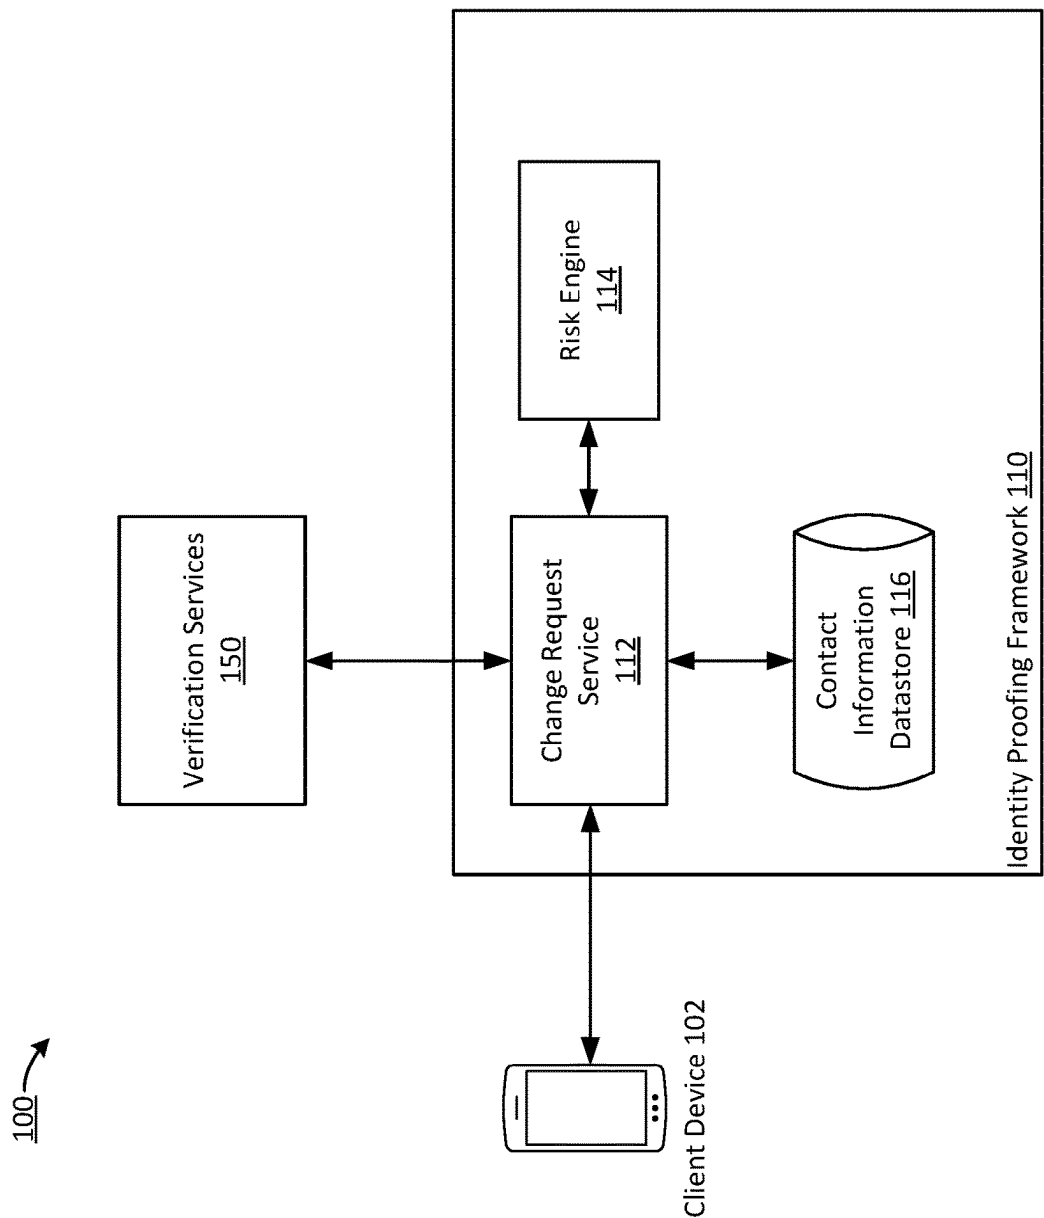 100
Verification Services
150
Client Device 102
Change Request
Service
112
Risk Engine
114
Contact
Information
Datastore 116
Identity Proofing Framework 110